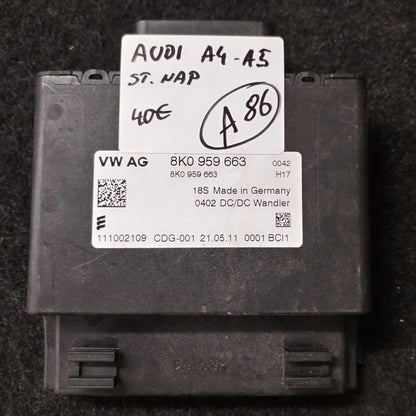 AUDI A4-A5
ST. NAP
40€
A86
VW AG 8K0 959 663 0042
8K0 959 663 H17
18S Made in Germany
0402 DC/DC Wandler
111002109 CDG-001 21.05.11 0001 BCI1